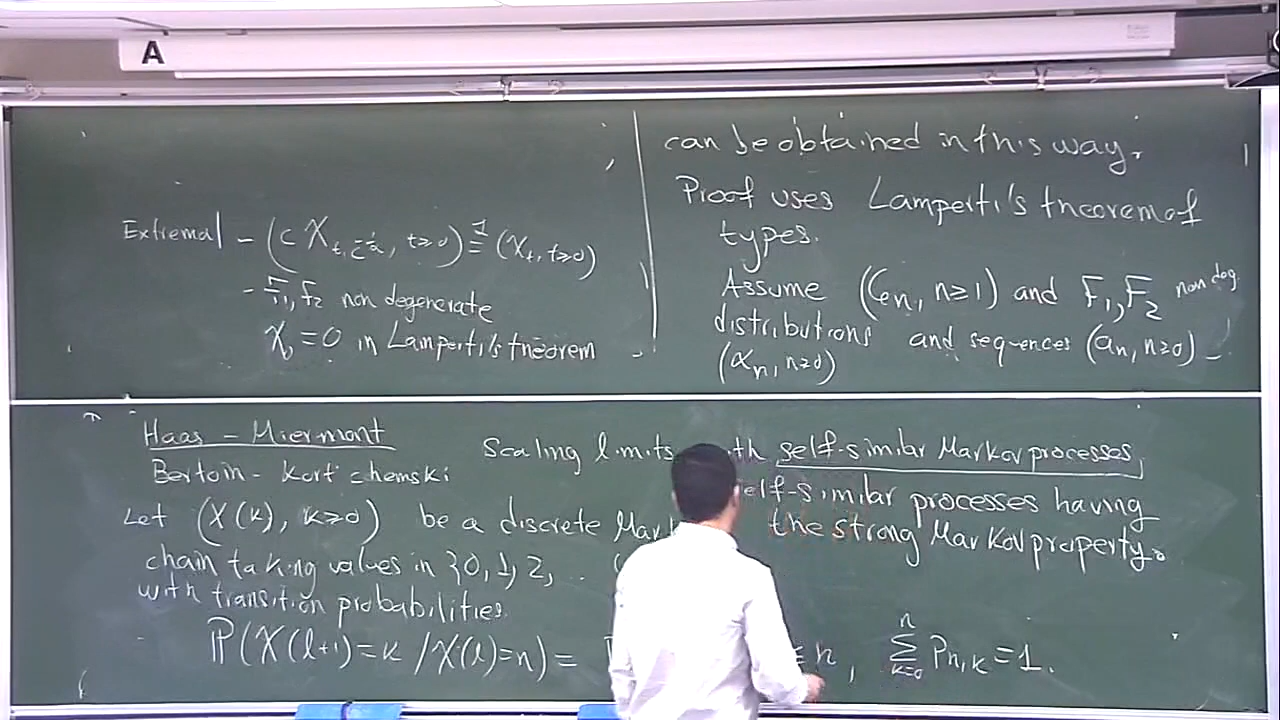 A
Extremal - (c X_{t c^{-α}}, t≥0) \stackrel{d}{=} (X_t, t≥0)
- F_1, F_2 non degenerate
X_0 = 0 in Lamperti's theorem
can be obtained in this way.
Proof uses Lamperti's theorem of
types.
Assume (G_n, n≥1) and F_1, F_2 non deg.
distributions and sequences (a_n, n≥0)
(α_n, n≥0)
Haas - Miermont
Bertoin - Kortchemski
Scaling limits with self-similar Markov processes,
self-similar processes having
the strong Markov property.
Let (X(k), k≥0) be a discrete Mark
chain taking values in {0, 1, 2, ..
with transition probabilities.
ℙ(X(l+1)=k / X(l)=n) = ≤ n, \sum_{k=0}^{n} P_{n,k} = 1.